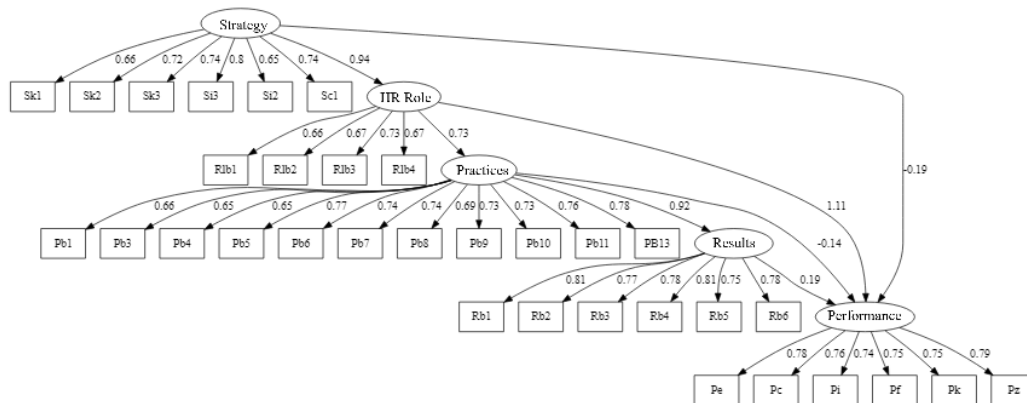 Strategy
0.66 0.72 0.74 0.8 0.65 0.74 0.94
Sk1 Sk2 Sk3 Si3 Si2 Sc1
HR Role
0.66 0.67 0.73 0.67 0.73
RIb1 RIb2 RIb3 RIb4
Practices
-0.19
0.66 0.65 0.65 0.77 0.74 0.74 0.69 0.73 0.73 0.76 0.78 0.92 1.11
Pb1 Pb3 Pb4 Pb5 Pb6 Pb7 Pb8 Pb9 Pb10 Pb11 PB13
Results
-0.14
0.81 0.77 0.78 0.81 0.75 0.78 0.19
Rb1 Rb2 Rb3 Rb4 Rb5 Rb6
Performance
0.78 0.76 0.74 0.75 0.75 0.79
Pe Pc Pi Pf Pk Pz